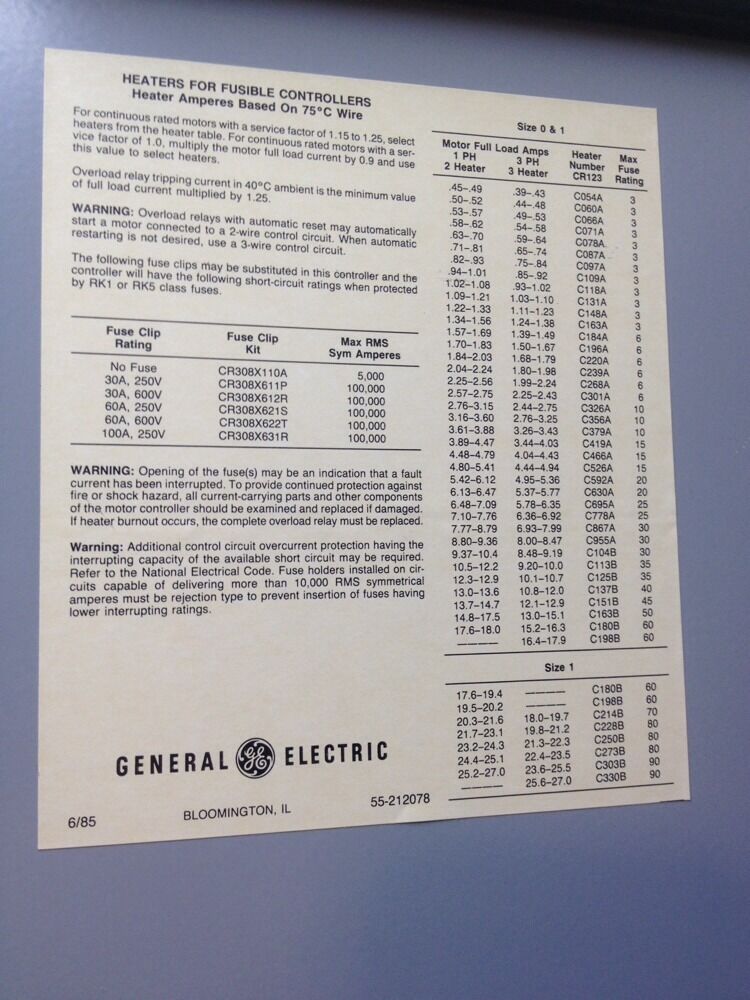 HEATERS FOR FUSIBLE CONTROLLERS
Heater Amperes Based On 75°C Wire
For continuous rated motors with a service factor of 1.15 to 1.25, select
heaters from the heater table. For continuous rated motors with a ser-
vice factor of 1.0, multiply the motor full load current by 0.9 and use
this value to select heaters.
Overload relay tripping current in 40°C ambient is the minimum value
of full load current multiplied by 1.25.
WARNING: Overload relays with automatic reset may automatically
start a motor connected to a 2-wire control circuit. When automatic
restarting is not desired, use a 3-wire control circuit.
The following fuse clips may be substituted in this controller and the
controller will have the following short-circuit ratings when protected
by RK1 or RK5 class fuses.
Fuse Clip Rating Fuse Clip Kit Max RMS Sym Amperes
No Fuse CR308X110A 5,000
30A, 250V CR308X611P 100,000
30A, 600V CR308X612R 100,000
60A, 250V CR308X621S 100,000
60A, 600V CR308X622T 100,000
100A, 250V CR308X631R 100,000
WARNING: Opening of the fuse(s) may be an indication that a fault
current has been interrupted. To provide continued protection against
fire or shock hazard, all current-carrying parts and other components
of the motor controller should be examined and replaced if damaged.
If heater burnout occurs, the complete overload relay must be replaced.
Warning: Additional control circuit overcurrent protection having the
interrupting capacity of the available short circuit may be required.
Refer to the National Electrical Code. Fuse holders installed on cir-
cuits capable of delivering more than 10,000 RMS symmetrical
amperes must be rejection type to prevent insertion of fuses having
lower interrupting ratings.
GENERAL GE ELECTRIC
6/85 BLOOMINGTON, IL 55-212078
Size 0 & 1
Motor Full Load Amps Heater Max
1 PH 3 PH Number Fuse
2 Heater 3 Heater CR123 Rating
.45–.49 .39–.43 C054A 3
.50–.52 .44–.48 C060A 3
.53–.57 .49–.53 C066A 3
.58–.62 .54–.58 C071A 3
.63–.70 .59–.64 C078A 3
.71–.81 .65–.74 C087A 3
.82–.93 .75–.84 C097A 3
.94–1.01 .85–.92 C109A 3
1.02–1.08 .93–1.02 C118A 3
1.09–1.21 1.03–1.10 C131A 3
1.22–1.33 1.11–1.23 C148A 3
1.34–1.56 1.24–1.38 C163A 3
1.57–1.69 1.39–1.49 C184A 6
1.70–1.83 1.50–1.67 C196A 6
1.84–2.03 1.68–1.79 C220A 6
2.04–2.24 1.80–1.98 C239A 6
2.25–2.56 1.99–2.24 C268A 6
2.57–2.75 2.25–2.43 C301A 6
2.76–3.15 2.44–2.75 C326A 10
3.16–3.60 2.76–3.25 C356A 10
3.61–3.88 3.26–3.43 C379A 10
3.89–4.47 3.44–4.03 C419A 15
4.48–4.79 4.04–4.43 C466A 15
4.80–5.41 4.44–4.94 C526A 15
5.42–6.12 4.95–5.36 C592A 20
6.13–6.47 5.37–5.77 C630A 20
6.48–7.09 5.78–6.35 C695A 25
7.10–7.76 6.36–6.92 C778A 25
7.77–8.79 6.93–7.99 C867A 30
8.80–9.36 8.00–8.47 C955A 30
9.37–10.4 8.48–9.19 C104B 30
10.5–12.2 9.20–10.0 C113B 35
12.3–12.9 10.1–10.7 C125B 35
13.0–13.6 10.8–12.0 C137B 40
13.7–14.7 12.1–12.9 C151B 45
14.8–17.5 13.0–15.1 C163B 50
17.6–18.0 15.2–16.3 C180B 60
———— 16.4–17.9 C198B 60
Size 1
17.6–19.4 ———— C180B 60
19.5–20.2 ———— C198B 60
20.3–21.6 18.0–19.7 C214B 70
21.7–23.1 19.8–21.2 C228B 80
23.2–24.3 21.3–22.3 C250B 80
24.4–25.1 22.4–23.5 C273B 80
25.2–27.0 23.6–25.5 C303B 90
———— 25.6–27.0 C330B 90